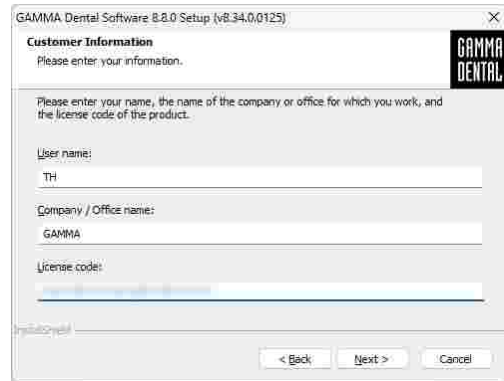 GAMMA Dental Software 8.8.0 Setup (v8.34.0.0125)
Customer Information
Please enter your information.
GAMMA
DENTAL
Please enter your name, the name of the company or office for which you work, and
the license code of the product.
User name:
TH
Company / Office name:
GAMMA
License code:
InstallShield
< Back
Next >
Cancel